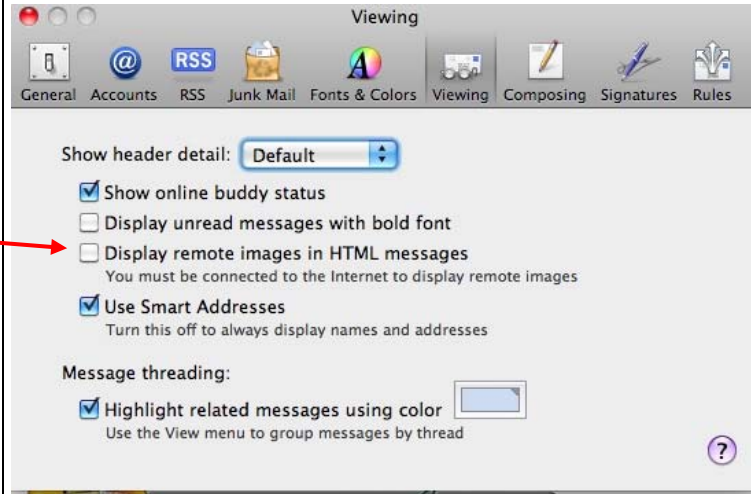 Viewing
RSS
General Accounts RSS Junk Mail Fonts & Colors Viewing Composing Signatures Rules
Show header detail: Default
Show online buddy status
Display unread messages with bold font
Display remote images in HTML messages
You must be connected to the Internet to display remote images
Use Smart Addresses
Turn this off to always display names and addresses
Message threading:
Highlight related messages using color
Use the View menu to group messages by thread
?